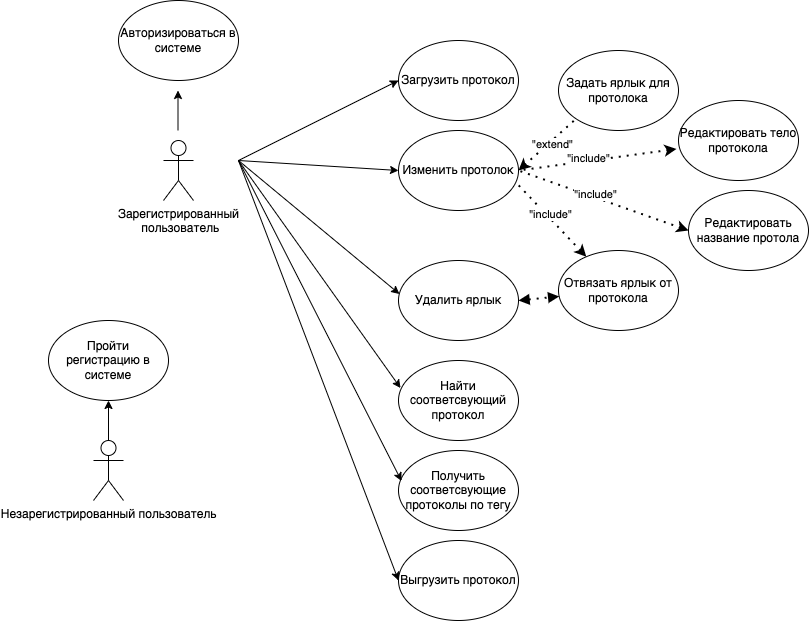 Авторизироваться в
системе
Загрузить протокол
Задать ярлык для
протолока
"extend"
Редактировать тело
протокола
"include"
Изменить протолок
"include"
Редактировать
название протола
"include"
Зарегистрированный
пользователь
Удалить ярлык
Отвязать ярлык от
протокола
Пройти
регистрацию в
системе
Найти
соответсвующий
протокол
Получить
соответсвующие
протоколы по тегу
Незарегистрированный пользователь
Выгрузить протокол